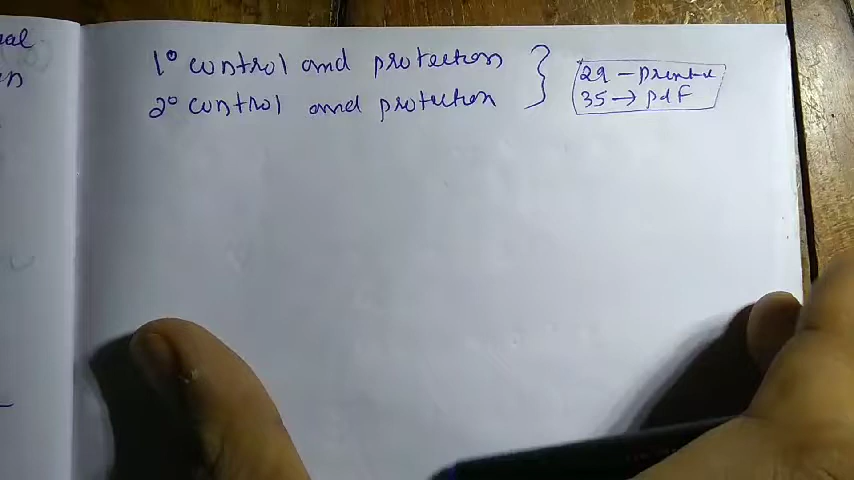 1° control and protection
2° control and protection
29 – printed
35 → pdf